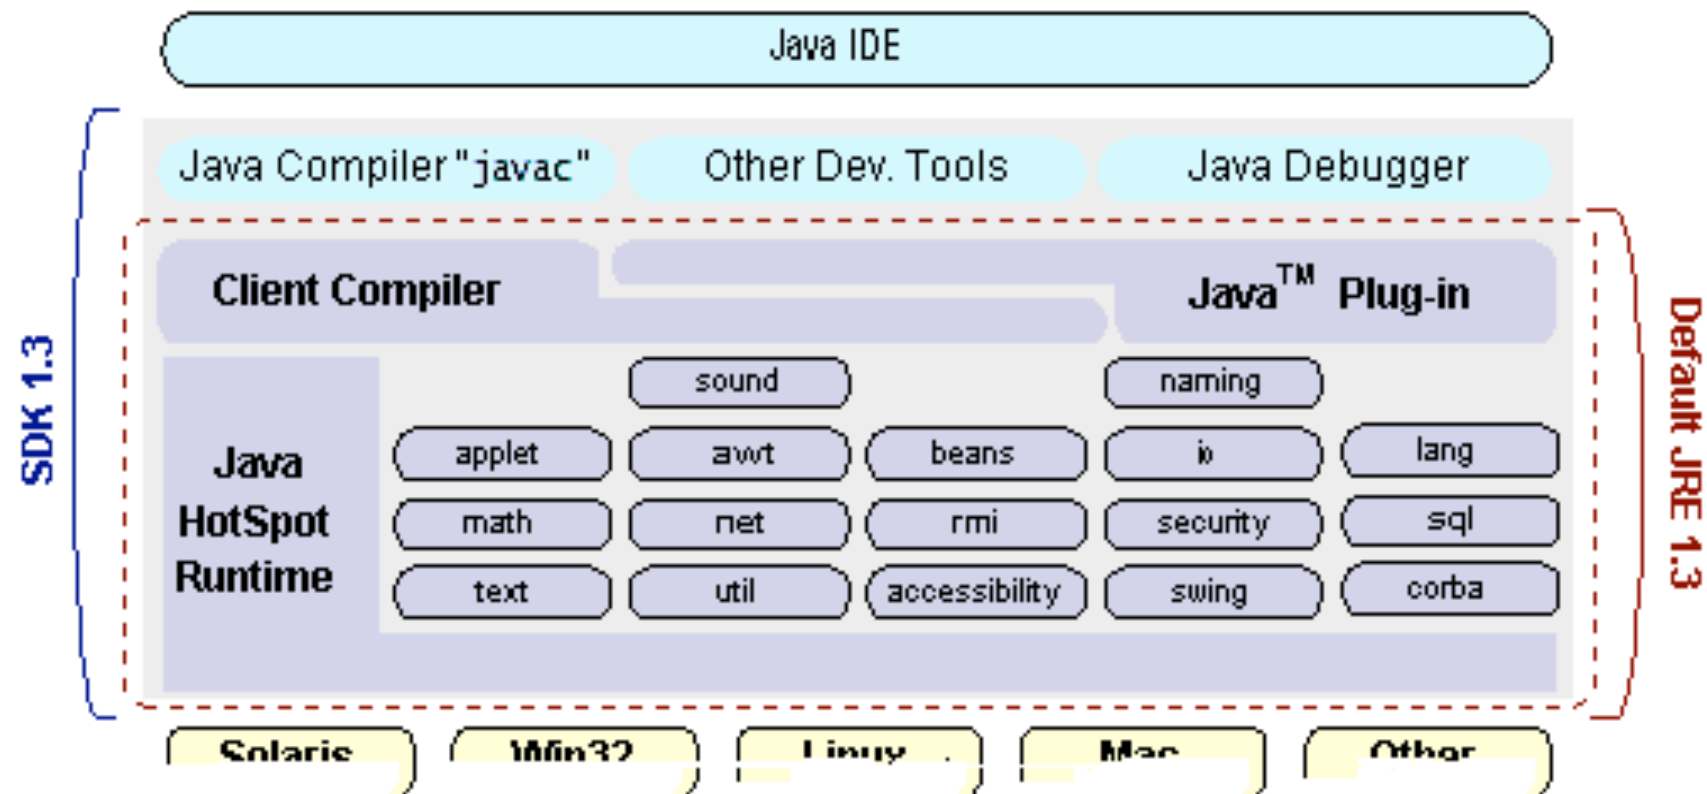 Java IDE
Java Compiler "javac"
Other Dev. Tools
Java Debugger
Client Compiler
Java™ Plug-in
SDK 1.3
Default JRE 1.3
Java
HotSpot
Runtime
sound
naming
applet
awt
beans
io
lang
math
net
rmi
security
sql
text
util
accessibility
swing
corba
Solaris
Win32
Linux
Mac
Other